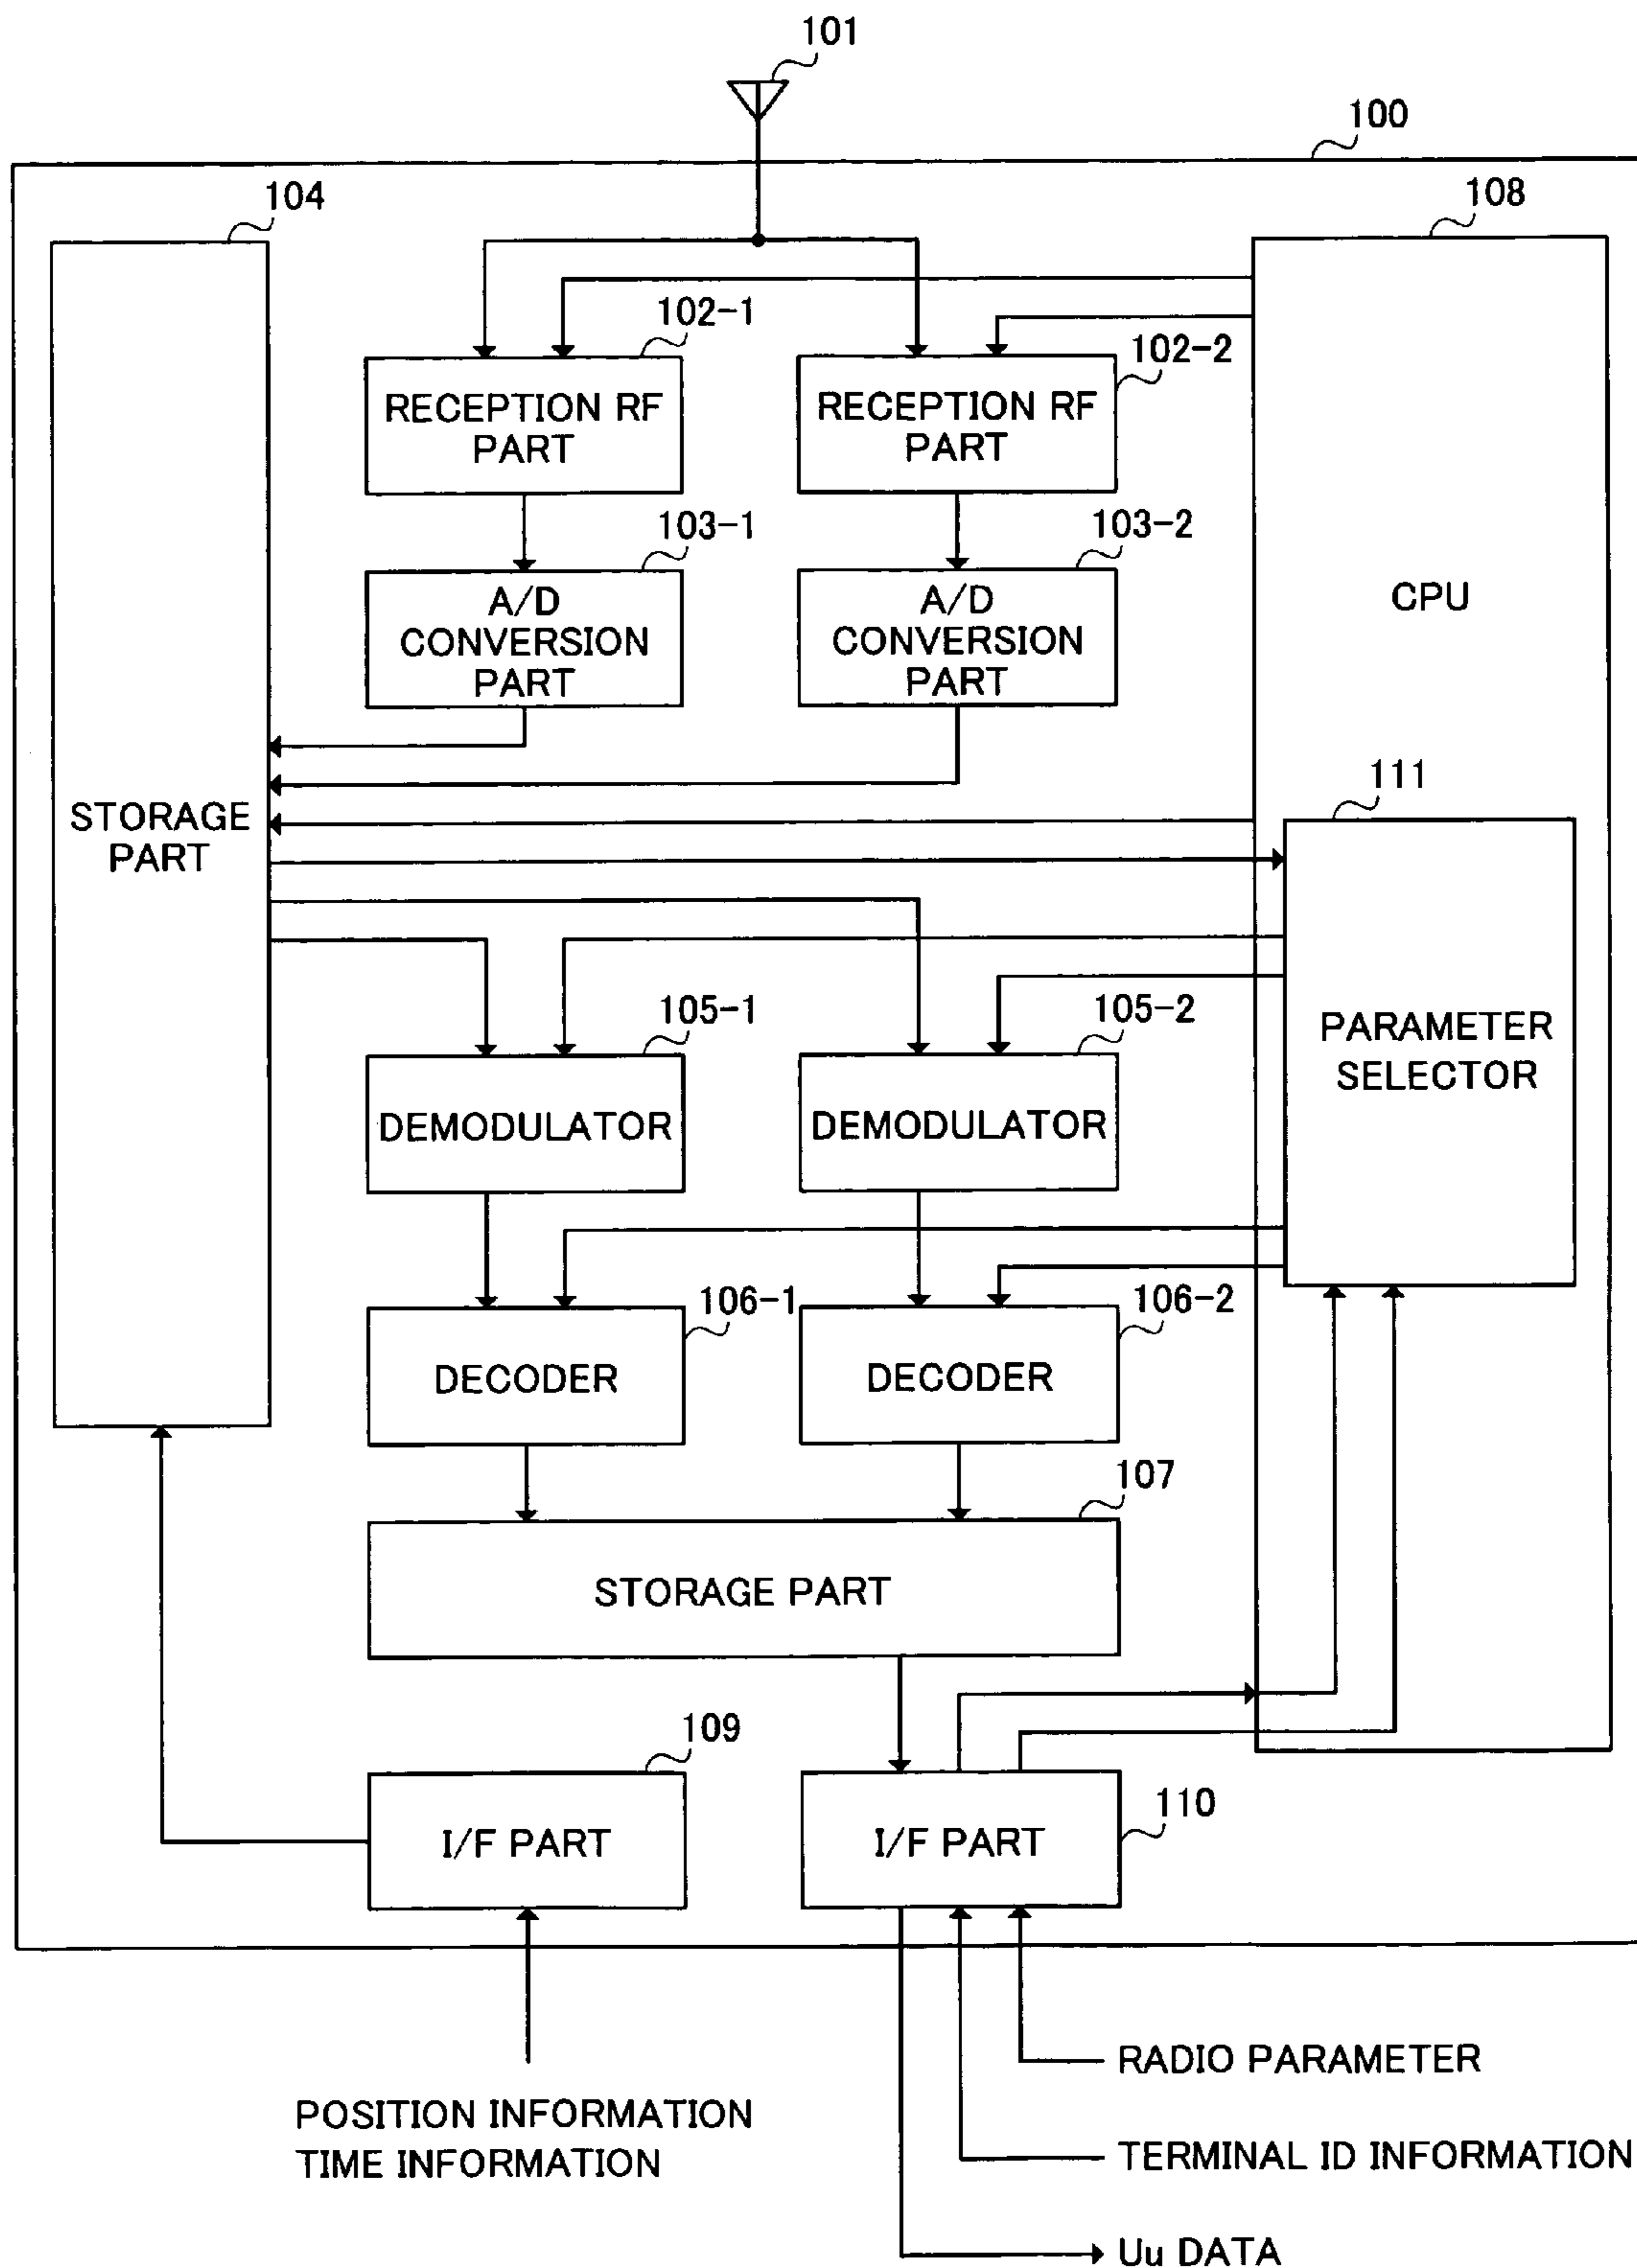 101
100
104
108
102-1
102-2
RECEPTION RF
PART
RECEPTION RF
PART
103-1
103-2
A/D
CONVERSION
PART
A/D
CONVERSION
PART
CPU
STORAGE
PART
111
105-1
105-2
PARAMETER
SELECTOR
DEMODULATOR
DEMODULATOR
106-1
106-2
DECODER
DECODER
107
STORAGE PART
109
110
I/F PART
I/F PART
RADIO PARAMETER
POSITION INFORMATION
TIME INFORMATION
TERMINAL ID INFORMATION
Uu DATA